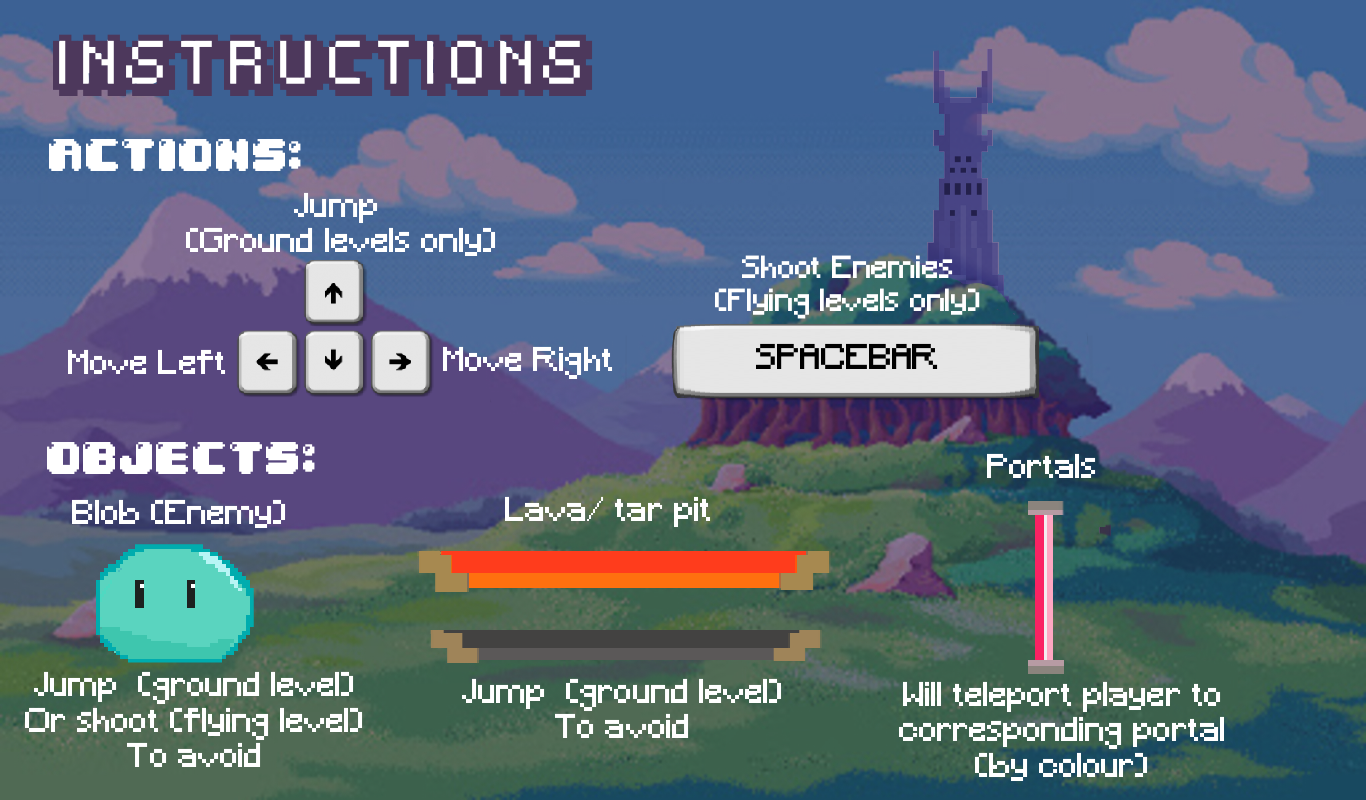 INSTRUCTIONS
ACTIONS:
Jump
(Ground levels only)
Move Left
Move Right
Shoot Enemies
(Flying levels only)
SPACEBAR
OBJECTS:
Blob (Enemy)
Jump (ground level)
Or shoot (flying level)
To avoid
Lava/ tar pit
Jump (ground level)
To avoid
Portals
Will teleport player to
corresponding portal
(by colour)